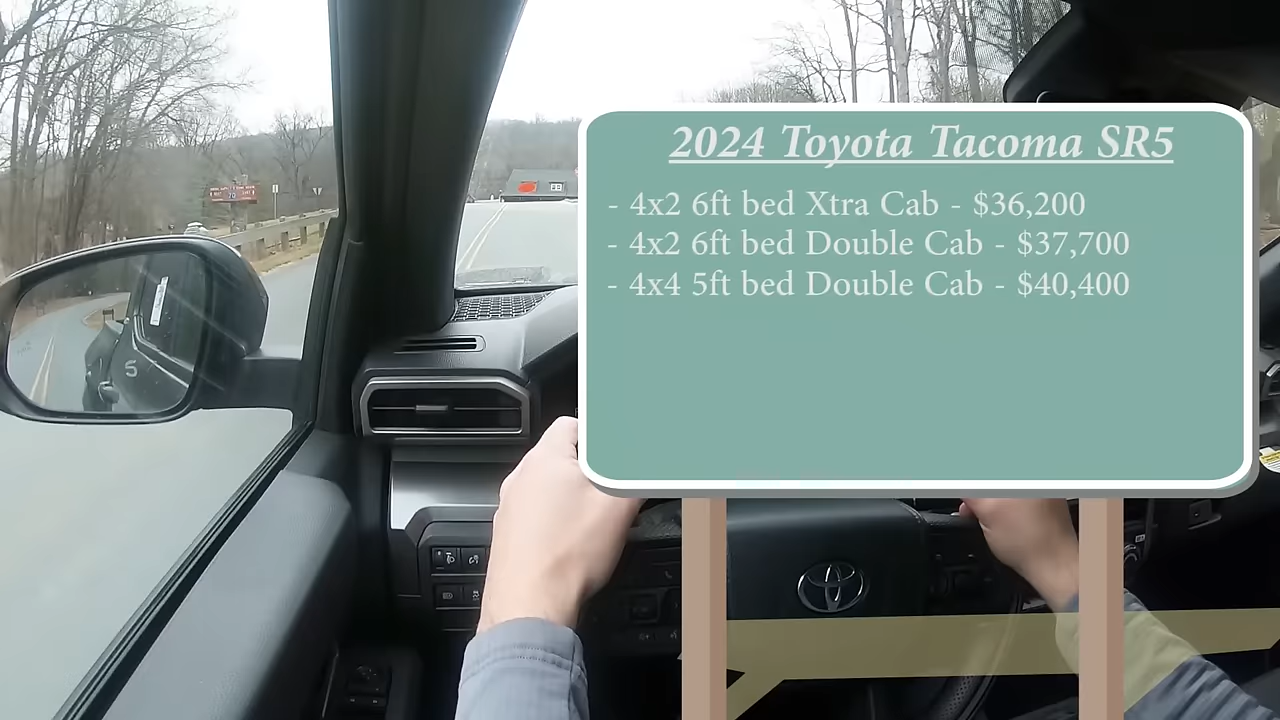 2024 Toyota Tacoma SR5
- 4x2 6ft bed Xtra Cab - $36,200
- 4x2 6ft bed Double Cab - $37,700
- 4x4 5ft bed Double Cab - $40,400